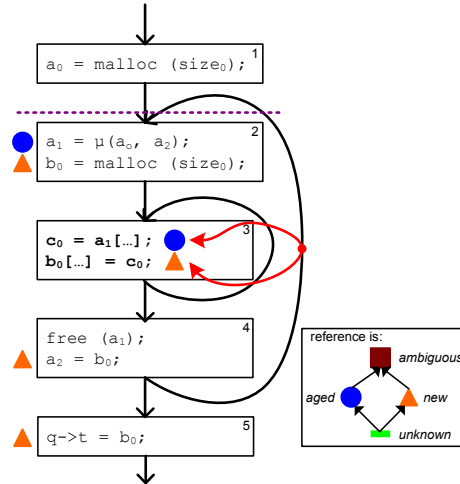 1
a₀ = malloc (size₀);
2
a₁ = μ(a₀, a₂);
b₀ = malloc (size₀);
3
c₀ = a₁[…];
b₀[…] = c₀;
4
free (a₁);
a₂ = b₀;
5
q->t = b₀;
reference is:
ambiguous
aged
new
unknown